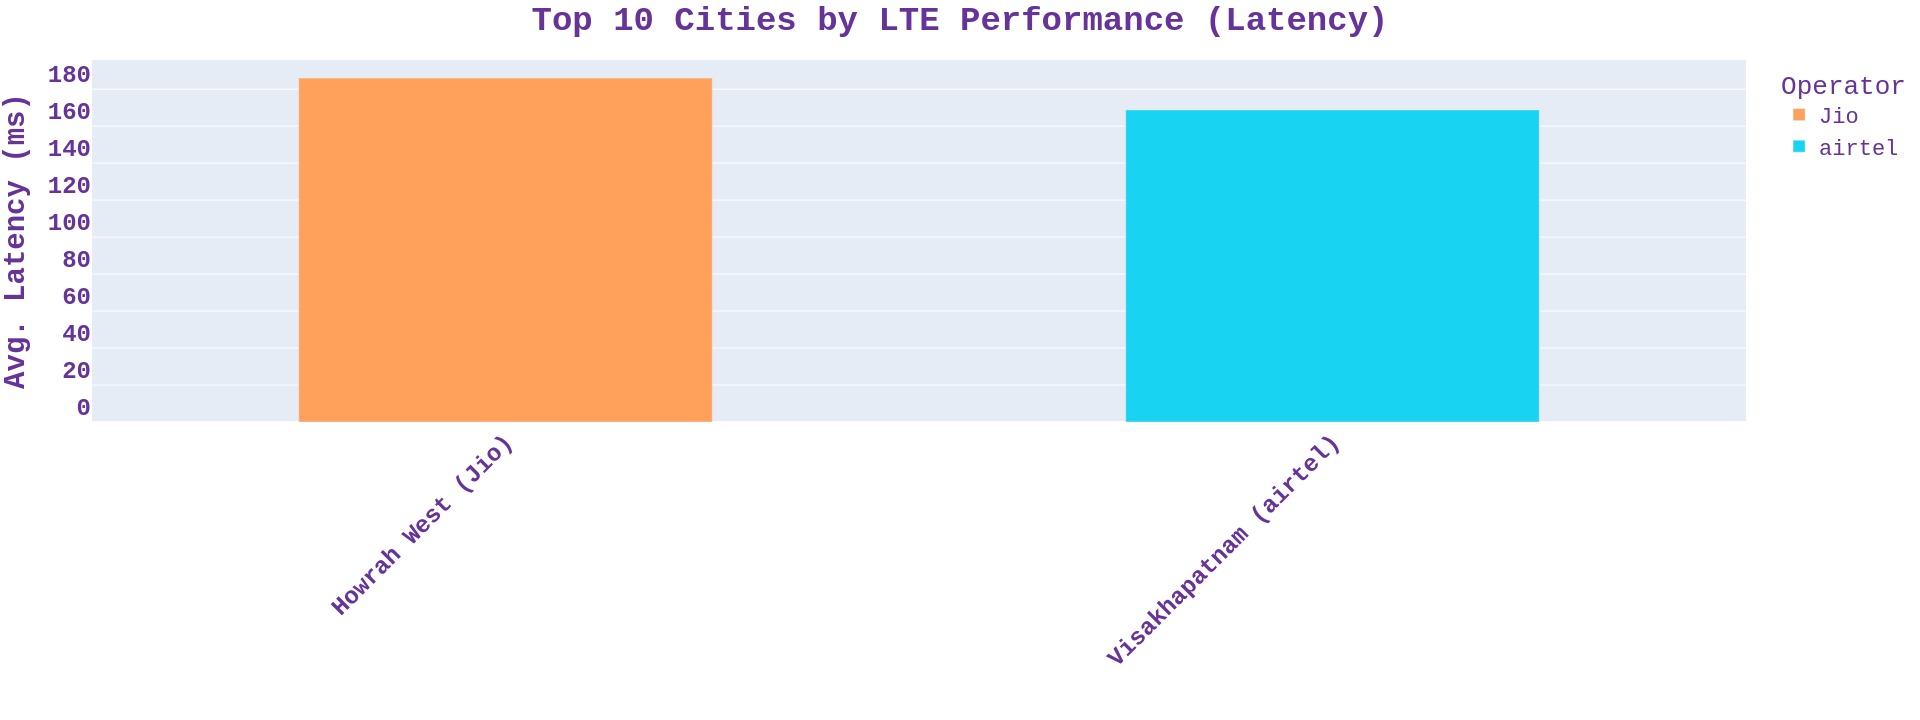 Top 10 Cities by LTE Performance (Latency)
Avg. Latency (ms)
180
160
140
120
100
80
60
40
20
0
Howrah West (Jio)
Visakhapatnam (airtel)
Operator
Jio
airtel